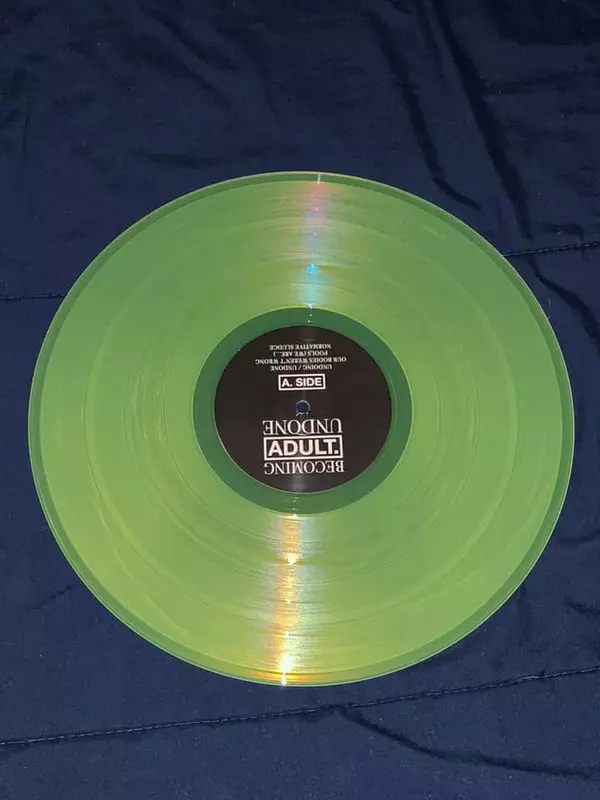 BECOMING
ADULT.
UNDONE
A. SIDE
UNDOING / UNDONE
OUR BODIES WEREN'T WRONG
FOOLS (WE ARE...)
NORMATIVE SLUDGE